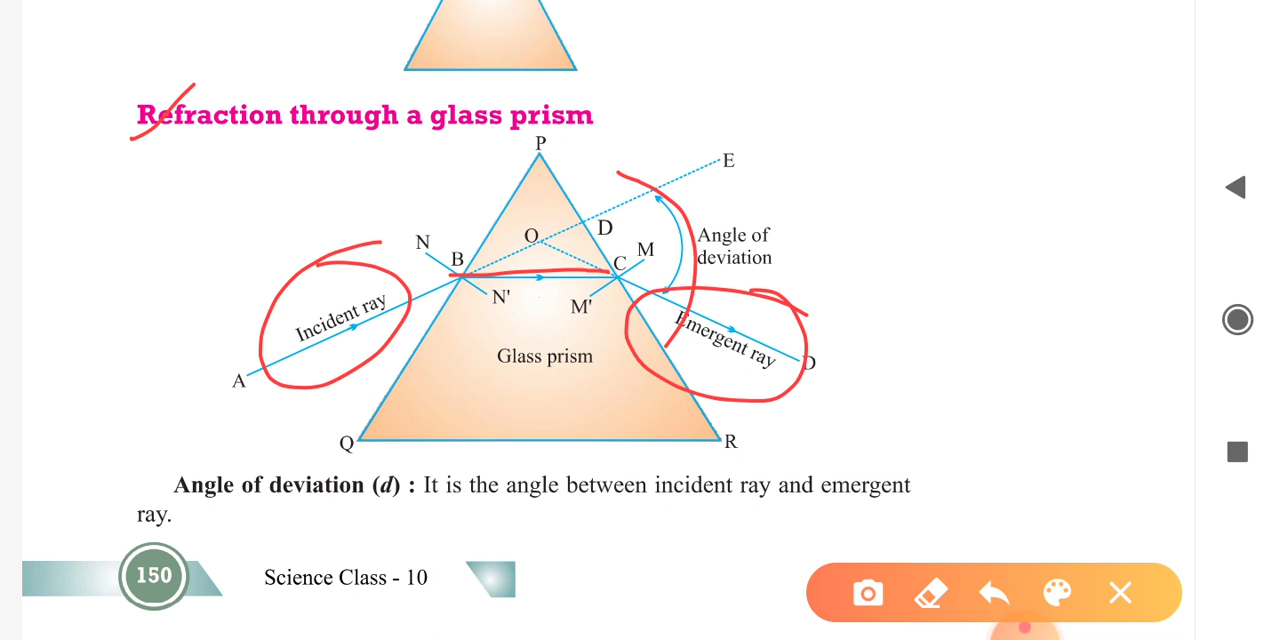 Refraction through a glass prism
P
E
D
O
N
B
C
M
Angle of
deviation
N'
M'
Incident ray
Emergent ray
Glass prism
A
D
Q
R
Angle of deviation (d) : It is the angle between incident ray and emergent
ray.
150
Science Class - 10